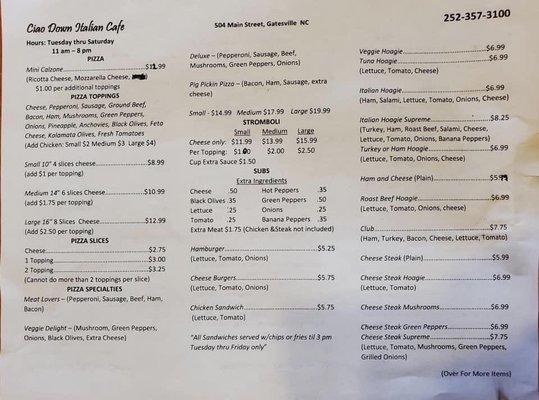 Ciao Down Italian Cafe
504 Main Street, Gatesville NC
252-357-3100
Hours: Tuesday thru Saturday
11 am – 8 pm
PIZZA
Mini Calzone $11.99
(Ricotta Cheese, Mozzarella Cheese,
$1.00 per additional toppings
PIZZA TOPPINGS
Cheese, Pepperoni, Sausage, Ground Beef,
Bacon, Ham, Mushrooms, Green Peppers,
Onions, Pineapple, Anchovies, Black Olives, Feto
Cheese, Kalamata Olives, Fresh Tomatoes
(Add Chicken: Small $2 Medium $3 Large $4)
Small 10" 4 slices cheese $8.99
(add $1 per topping)
Medium 14" 6 slices Cheese $10.99
(add $1.75 per topping)
Large 16" 8 Slices Cheese $12.99
(Add $2.50 per topping)
PIZZA SLICES
Cheese $2.75
1 Topping $3.00
2 Topping $3.25
(Cannot do more than 2 toppings per slice)
PIZZA SPECIALTIES
Meat Lovers – (Pepperoni, Sausage, Beef, Ham,
Bacon)
Veggie Delight – (Mushroom, Green Peppers,
Onions, Black Olives, Extra Cheese)
Deluxe – (Pepperoni, Sausage, Beef,
Mushrooms, Green Peppers, Onions)
Pig Pickin Pizza – (Bacon, Ham, Sausage, extra
cheese)
Small - $14.99 Medium $17.99 Large $19.99
STROMBOLI
Small Medium Large
Cheese only: $11.99 $13.99 $15.99
Per Topping: $1.00 $2.00 $2.50
Cup Extra Sauce $1.50
SUBS
Extra Ingredients
Cheese .50 Hot Peppers .35
Black Olives .35 Green Peppers .50
Lettuce .25 Onions .25
Tomato .25 Banana Peppers .35
Extra Meat $1.75 (Chicken &Steak not included)
Hamburger $5.25
(Lettuce, Tomato, Onions)
Cheese Burgers $5.75
(Lettuce, Tomato, Onions)
Chicken Sandwich $5.75
(Lettuce, Tomato)
"All Sandwiches served w/chips or fries til 3 pm
Tuesday thru Friday only"
Veggie Hoagie $6.99
Tuna Hoagie $6.99
(Lettuce, Tomato, Cheese)
Italian Hoagie $6.99
(Ham, Salami, Lettuce, Tomato, Onions, Cheese)
Italian Hoagie Supreme $8.25
(Turkey, Ham, Roast Beef, Salami, Cheese,
Lettuce, Tomato, Onions, Banana Peppers)
Turkey or Ham Hoagie $6.99
(Lettuce, Tomato, Onions, Cheese)
Ham and Cheese (Plain)
Roast Beef Hoagie $6.99
(Lettuce, Tomato, Onions, cheese)
Club $7.75
(Ham, Turkey, Bacon, Cheese, Lettuce, Tomato)
Cheese Steak (Plain) $5.99
Cheese Steak Hoagie $6.99
(Lettuce, Tomato)
Cheese Steak Mushrooms $6.99
Cheese Steak Green Peppers $6.99
Cheese Steak Supreme $7.75
(Lettuce, Tomato, Mushrooms, Green Peppers,
Grilled Onions)
(Over For More Items)